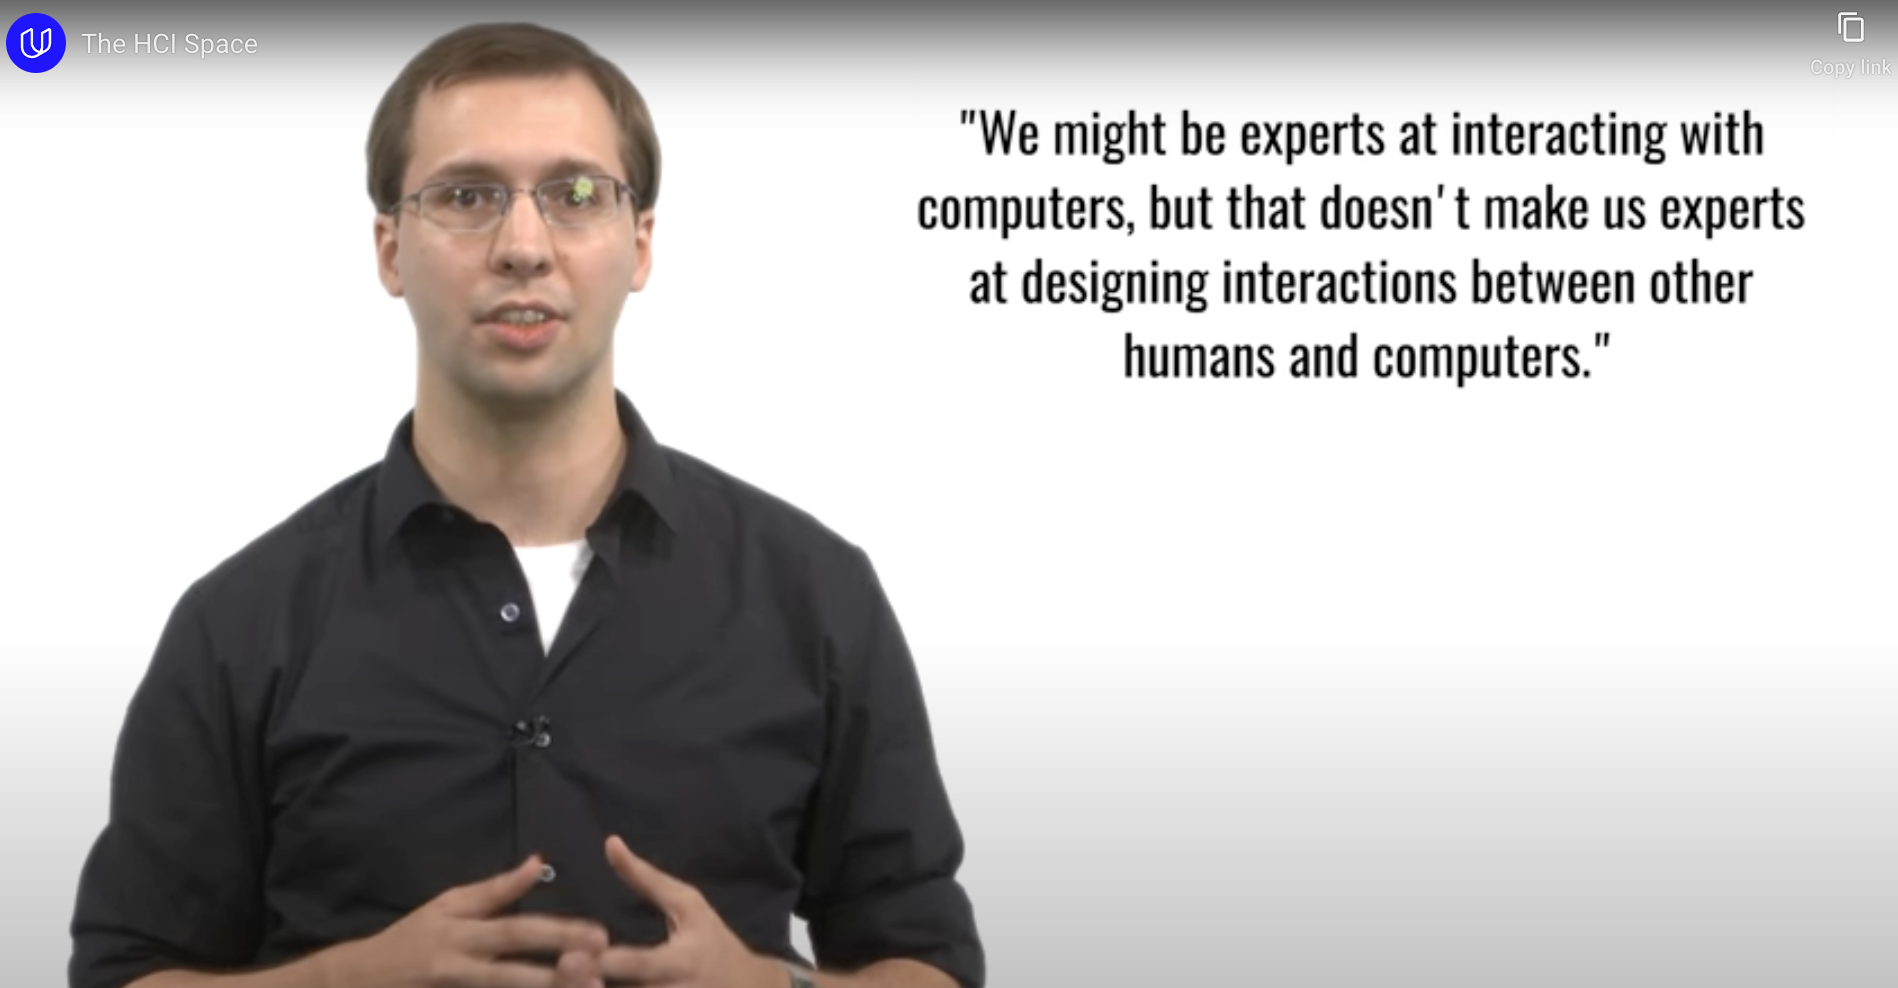 The HCI Space
Copy link
"We might be experts at interacting with
computers, but that doesn't make us experts
at designing interactions between other
humans and computers."